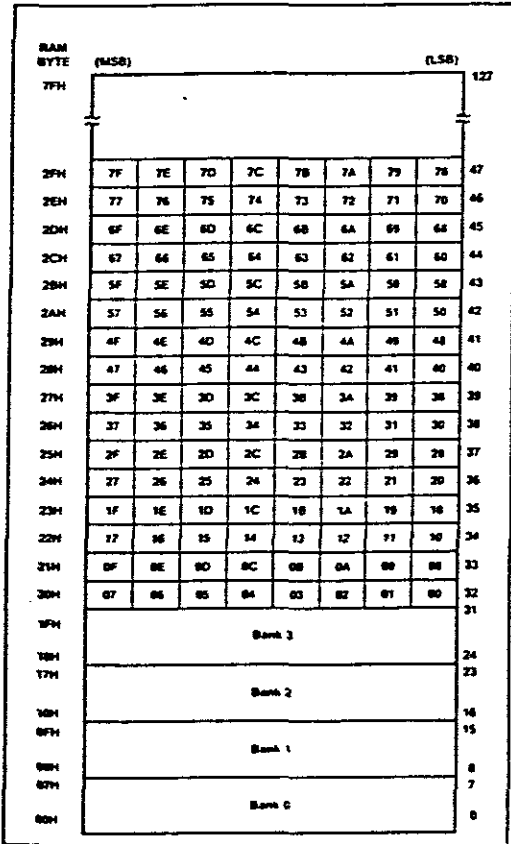 RAM
BYTE (MSB) (LSB)
7FH 127
2FH 7F 7E 7D 7C 7B 7A 79 78 47
2EH 77 76 75 74 73 72 71 70 46
2DH 6F 6E 6D 6C 6B 6A 69 68 45
2CH 67 66 65 64 63 62 61 60 44
2BH 5F 5E 5D 5C 5B 5A 59 58 43
2AH 57 56 55 54 53 52 51 50 42
29H 4F 4E 4D 4C 4B 4A 49 48 41
28H 47 46 45 44 43 42 41 40 40
27H 3F 3E 3D 3C 3B 3A 39 38 39
26H 37 36 35 34 33 32 31 30 38
25H 2F 2E 2D 2C 2B 2A 29 28 37
24H 27 26 25 24 23 22 21 20 36
23H 1F 1E 1D 1C 1B 1A 19 18 35
22H 17 16 15 14 13 12 11 10 34
21H 0F 0E 0D 0C 0B 0A 09 08 33
20H 07 06 05 04 03 02 01 00 32
1FH 31
Bank 3
18H 24
17H 23
Bank 2
10H 16
0FH 15
Bank 1
08H 8
07H 7
Bank 0
00H 0